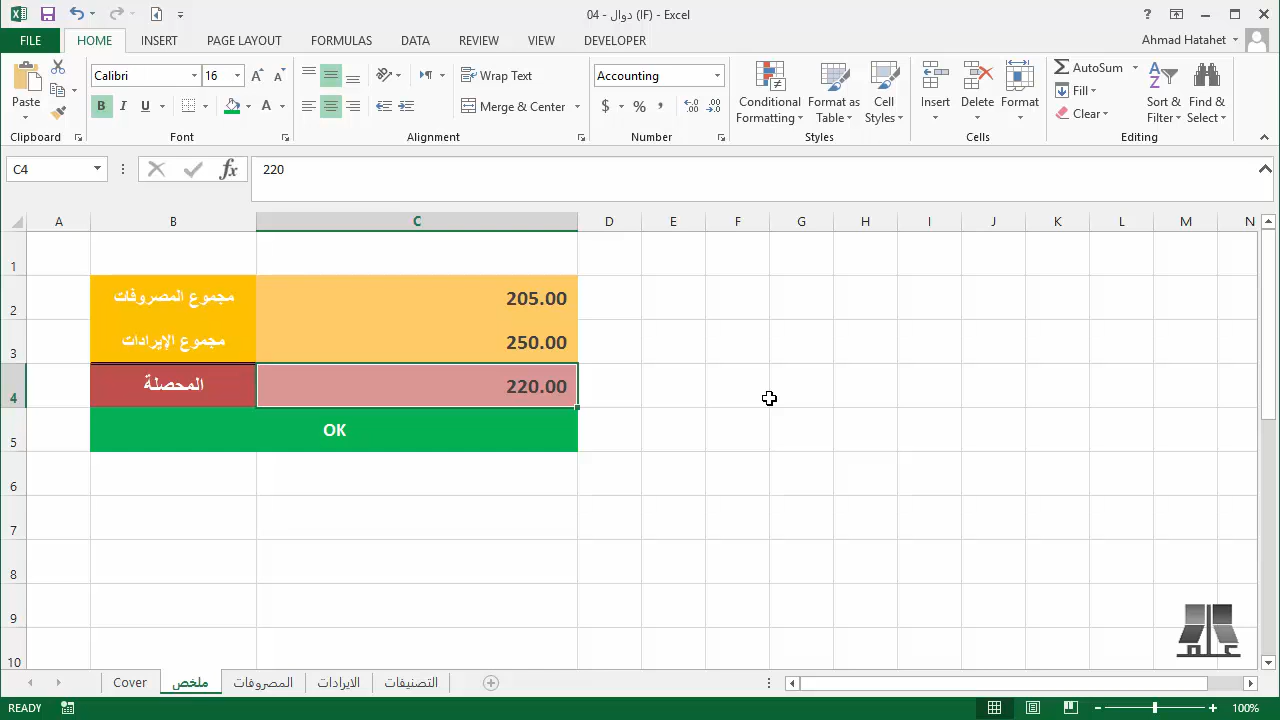 04 - دوال (IF) - Excel
FILE HOME INSERT PAGE LAYOUT FORMULAS DATA REVIEW VIEW DEVELOPER Ahmad Hatahet
Calibri 16 Wrap Text Accounting AutoSum
Paste Merge & Center Conditional Formatting Format as Table Cell Styles Insert Delete Format Fill Sort & Filter Find & Select
Clear
Clipboard Font Alignment Number Styles Cells Editing
C4 fx 220
A B C D E F G H I J K L M N
1
2 مجموع المصروفات 205.00
3 مجموع الإيرادات 250.00
4 المحصلة 220.00
5 OK
6
7
8
9
10
Cover ملخص المصروفات الايرادات التصنيفات
READY 100%